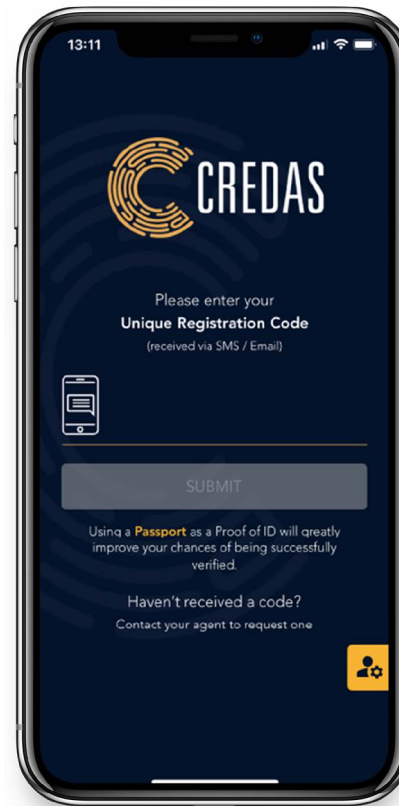 13:11
CREDAS
Please enter your
Unique Registration Code
(received via SMS / Email)
SUBMIT
Using a Passport as a Proof of ID will greatly
improve your chances of being successfully
verified.
Haven't received a code?
Contact your agent to request one